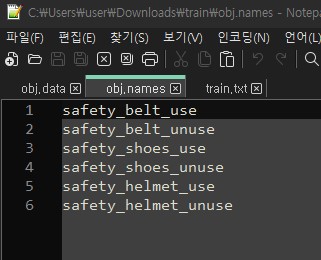 C:₩Users₩user₩Downloads₩train₩obj.names - Notepa
파일(F) 편집(E) 찾기(S) 보기(V) 인코딩(N) 언어(L)
obj.data obj.names train.txt
1 safety_belt_use
2 safety_belt_unuse
3 safety_shoes_use
4 safety_shoes_unuse
5 safety_helmet_use
6 safety_helmet_unuse